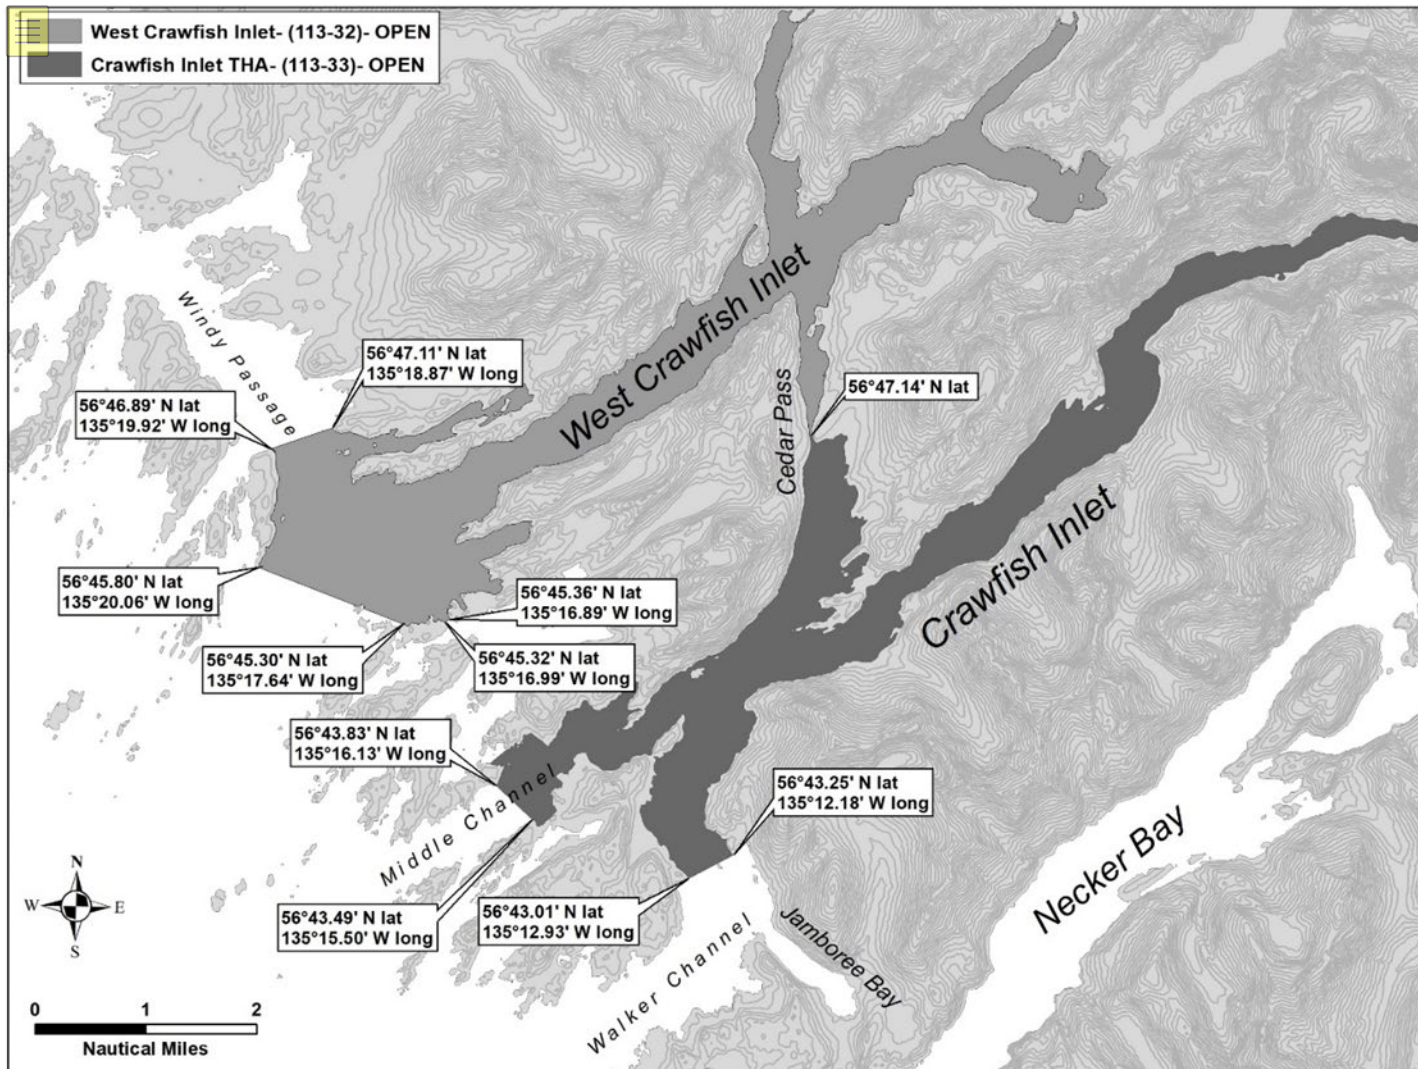 West Crawfish Inlet- (113-32)- OPEN
Crawfish Inlet THA- (113-33)- OPEN
Windy Passage
56°47.11' N lat
135°18.87' W long
56°46.89' N lat
135°19.92' W long
West Crawfish Inlet
Cedar Pass
56°47.14' N lat
Crawfish Inlet
56°45.80' N lat
135°20.06' W long
56°45.36' N lat
135°16.89' W long
56°45.30' N lat
135°17.64' W long
56°45.32' N lat
135°16.99' W long
56°43.83' N lat
135°16.13' W long
Middle Channel
56°43.25' N lat
135°12.18' W long
56°43.49' N lat
135°15.50' W long
56°43.01' N lat
135°12.93' W long
Walker Channel
Jamboree Bay
Necker Bay
N
W E
S
0 1 2
Nautical Miles